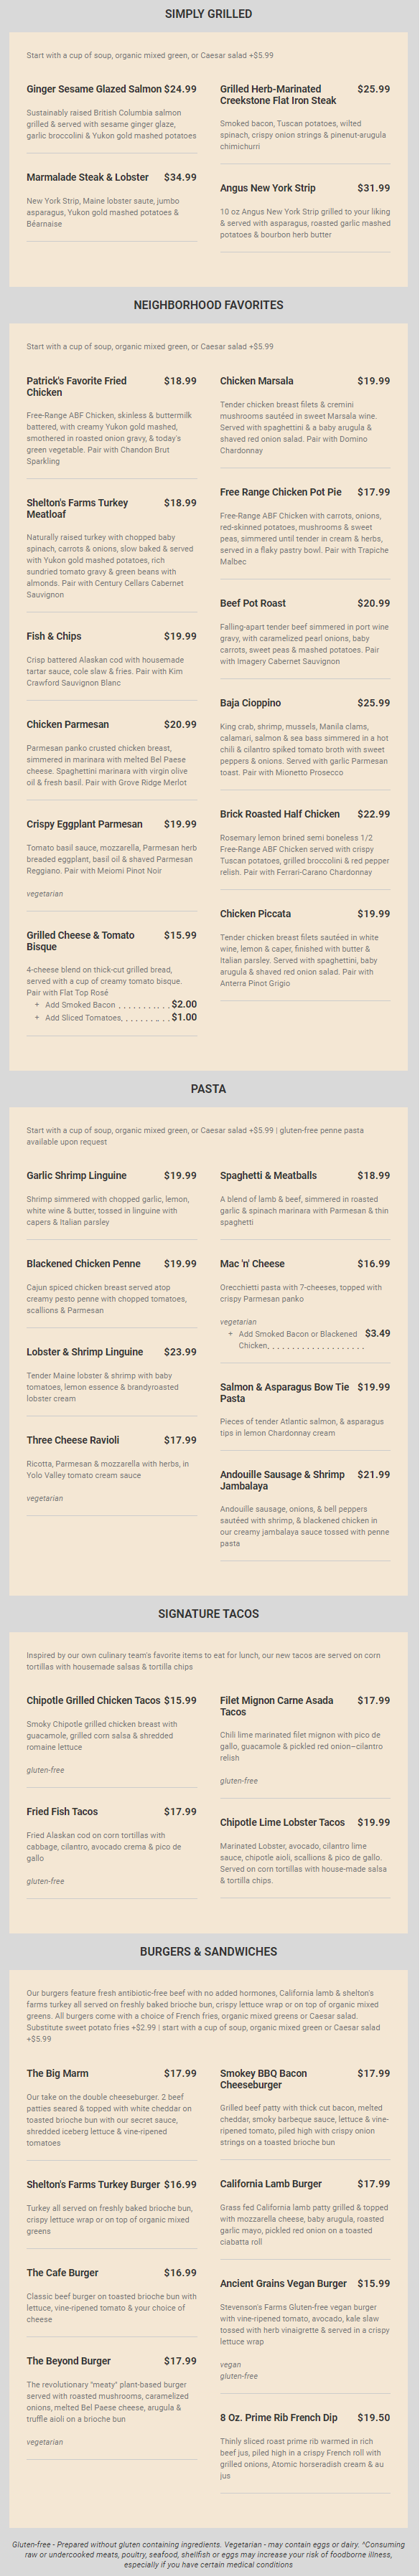 SIMPLY GRILLED
Start with a cup of soup, organic mixed green, or Caesar salad +$5.99
Ginger Sesame Glazed Salmon $24.99
Sustainably raised British Columbia salmon
grilled & served with sesame ginger glaze,
garlic broccolini & Yukon gold mashed potatoes
Marmalade Steak & Lobster $34.99
New York Strip, Maine lobster saute, jumbo
asparagus, Yukon gold mashed potatoes &
Béarnaise
Grilled Herb-Marinated $25.99
Creekstone Flat Iron Steak
Smoked bacon, Tuscan potatoes, wilted
spinach, crispy onion strings & pinenut-arugula
chimichurri
Angus New York Strip $31.99
10 oz Angus New York Strip grilled to your liking
& served with asparagus, roasted garlic mashed
potatoes & bourbon herb butter
NEIGHBORHOOD FAVORITES
Start with a cup of soup, organic mixed green, or Caesar salad +$5.99
Patrick's Favorite Fried $18.99
Chicken
Free-Range ABF Chicken, skinless & buttermilk
battered, with creamy Yukon gold mashed,
smothered in roasted onion gravy, & today's
green vegetable. Pair with Chandon Brut
Sparkling
Shelton's Farms Turkey $18.99
Meatloaf
Naturally raised turkey with chopped baby
spinach, carrots & onions, slow baked & served
with Yukon gold mashed potatoes, rich
sundried tomato gravy & green beans with
almonds. Pair with Century Cellars Cabernet
Sauvignon
Fish & Chips $19.99
Crisp battered Alaskan cod with housemade
tartar sauce, cole slaw & fries. Pair with Kim
Crawford Sauvignon Blanc
Chicken Parmesan $20.99
Parmesan panko crusted chicken breast,
simmered in marinara with melted Bel Paese
cheese. Spaghettini marinara with virgin olive
oil & fresh basil. Pair with Grove Ridge Merlot
Crispy Eggplant Parmesan $19.99
Tomato basil sauce, mozzarella, Parmesan herb
breaded eggplant, basil oil & shaved Parmesan
Reggiano. Pair with Meiomi Pinot Noir
vegetarian
Grilled Cheese & Tomato $15.99
Bisque
4-cheese blend on thick-cut grilled bread,
served with a cup of creamy tomato bisque.
Pair with Flat Top Rosé
+ Add Smoked Bacon . . . . . . . . . . . $2.00
+ Add Sliced Tomatoes, . . . . . . . . . . $1.00
Chicken Marsala $19.99
Tender chicken breast filets & cremini
mushrooms sautéed in sweet Marsala wine.
Served with spaghettini & a baby arugula &
shaved red onion salad. Pair with Domino
Chardonnay
Free Range Chicken Pot Pie $17.99
Free-Range ABF Chicken with carrots, onions,
red-skinned potatoes, mushrooms & sweet
peas, simmered until tender in cream & herbs,
served in a flaky pastry bowl. Pair with Trapiche
Malbec
Beef Pot Roast $20.99
Falling-apart tender beef simmered in port wine
gravy, with caramelized pearl onions, baby
carrots, sweet peas & mashed potatoes. Pair
with Imagery Cabernet Sauvignon
Baja Cioppino $25.99
King crab, shrimp, mussels, Manila clams,
calamari, salmon & sea bass simmered in a hot
chili & cilantro spiked tomato broth with sweet
peppers & onions. Served with garlic Parmesan
toast. Pair with Mionetto Prosecco
Brick Roasted Half Chicken $22.99
Rosemary lemon brined semi boneless 1/2
Free-Range ABF Chicken served with crispy
Tuscan potatoes, grilled broccolini & red pepper
relish. Pair with Ferrari-Carano Chardonnay
Chicken Piccata $19.99
Tender chicken breast filets sautéed in white
wine, lemon & caper, finished with butter &
Italian parsley. Served with spaghettini, baby
arugula & shaved red onion salad. Pair with
Anterra Pinot Grigio
PASTA
Start with a cup of soup, organic mixed green, or Caesar salad +$5.99 | gluten-free penne pasta
available upon request
Garlic Shrimp Linguine $19.99
Shrimp simmered with chopped garlic, lemon,
white wine & butter, tossed in linguine with
capers & Italian parsley
Blackened Chicken Penne $19.99
Cajun spiced chicken breast served atop
creamy pesto penne with chopped tomatoes,
scallions & Parmesan
Lobster & Shrimp Linguine $23.99
Tender Maine lobster & shrimp with baby
tomatoes, lemon essence & brandyroasted
lobster cream
Three Cheese Ravioli $17.99
Ricotta, Parmesan & mozzarella with herbs, in
Yolo Valley tomato cream sauce
vegetarian
Spaghetti & Meatballs $18.99
A blend of lamb & beef, simmered in roasted
garlic & spinach marinara with Parmesan & thin
spaghetti
Mac 'n' Cheese $16.99
Orecchietti pasta with 7-cheeses, topped with
crispy Parmesan panko
vegetarian
+ Add Smoked Bacon or Blackened $3.49
Chicken, . . . . . . . . . . . . . . . . . . .
Salmon & Asparagus Bow Tie $19.99
Pasta
Pieces of tender Atlantic salmon, & asparagus
tips in lemon Chardonnay cream
Andouille Sausage & Shrimp $21.99
Jambalaya
Andouille sausage, onions, & bell peppers
sautéed with shrimp, & blackened chicken in
our creamy jambalaya sauce tossed with penne
pasta
SIGNATURE TACOS
Inspired by our own culinary team's favorite items to eat for lunch, our new tacos are served on corn
tortillas with housemade salsas & tortilla chips
Chipotle Grilled Chicken Tacos $15.99
Smoky Chipotle grilled chicken breast with
guacamole, grilled corn salsa & shredded
romaine lettuce
gluten-free
Fried Fish Tacos $17.99
Fried Alaskan cod on corn tortillas with
cabbage, cilantro, avocado crema & pico de
gallo
gluten-free
Filet Mignon Carne Asada $17.99
Tacos
Chili lime marinated filet mignon with pico de
gallo, guacamole & pickled red onion–cilantro
relish
gluten-free
Chipotle Lime Lobster Tacos $19.99
Marinated Lobster, avocado, cilantro lime
sauce, chipotle aioli, scallions & pico de gallo.
Served on corn tortillas with house-made salsa
& tortilla chips.
BURGERS & SANDWICHES
Our burgers feature fresh antibiotic-free beef with no added hormones, California lamb & shelton's
farms turkey all served on freshly baked brioche bun, crispy lettuce wrap or on top of organic mixed
greens. All burgers come with a choice of French fries, organic mixed greens or Caesar salad.
Substitute sweet potato fries +$2.99 | start with a cup of soup, organic mixed green or Caesar salad
+$5.99
The Big Marm $17.99
Our take on the double cheeseburger. 2 beef
patties seared & topped with white cheddar on
toasted brioche bun with our secret sauce,
shredded iceberg lettuce & vine-ripened
tomatoes
Shelton's Farms Turkey Burger $16.99
Turkey all served on freshly baked brioche bun,
crispy lettuce wrap or on top of organic mixed
greens
The Cafe Burger $16.99
Classic beef burger on toasted brioche bun with
lettuce, vine-ripened tomato & your choice of
cheese
The Beyond Burger $17.99
The revolutionary "meaty" plant-based burger
served with roasted mushrooms, caramelized
onions, melted Bel Paese cheese, arugula &
truffle aioli on a brioche bun
vegetarian
Smokey BBQ Bacon $17.99
Cheeseburger
Grilled beef patty with thick cut bacon, melted
cheddar, smoky barbeque sauce, lettuce & vine-
ripened tomato, piled high with crispy onion
strings on a toasted brioche bun
California Lamb Burger $17.99
Grass fed California lamb patty grilled & topped
with mozzarella cheese, baby arugula, roasted
garlic mayo, pickled red onion on a toasted
ciabatta roll
Ancient Grains Vegan Burger $15.99
Stevenson's Farms Gluten-free vegan burger
with vine-ripened tomato, avocado, kale slaw
tossed with herb vinaigrette & served in a crispy
lettuce wrap
vegan
gluten-free
8 Oz. Prime Rib French Dip $19.50
Thinly sliced roast prime rib warmed in rich
beef jus, piled high in a crispy French roll with
grilled onions, Atomic horseradish cream & au
jus
Gluten-free - Prepared without gluten containing ingredients. Vegetarian - may contain eggs or dairy. *Consuming
raw or undercooked meats, poultry, seafood, shellfish or eggs may increase your risk of foodborne illness,
especially if you have certain medical conditions